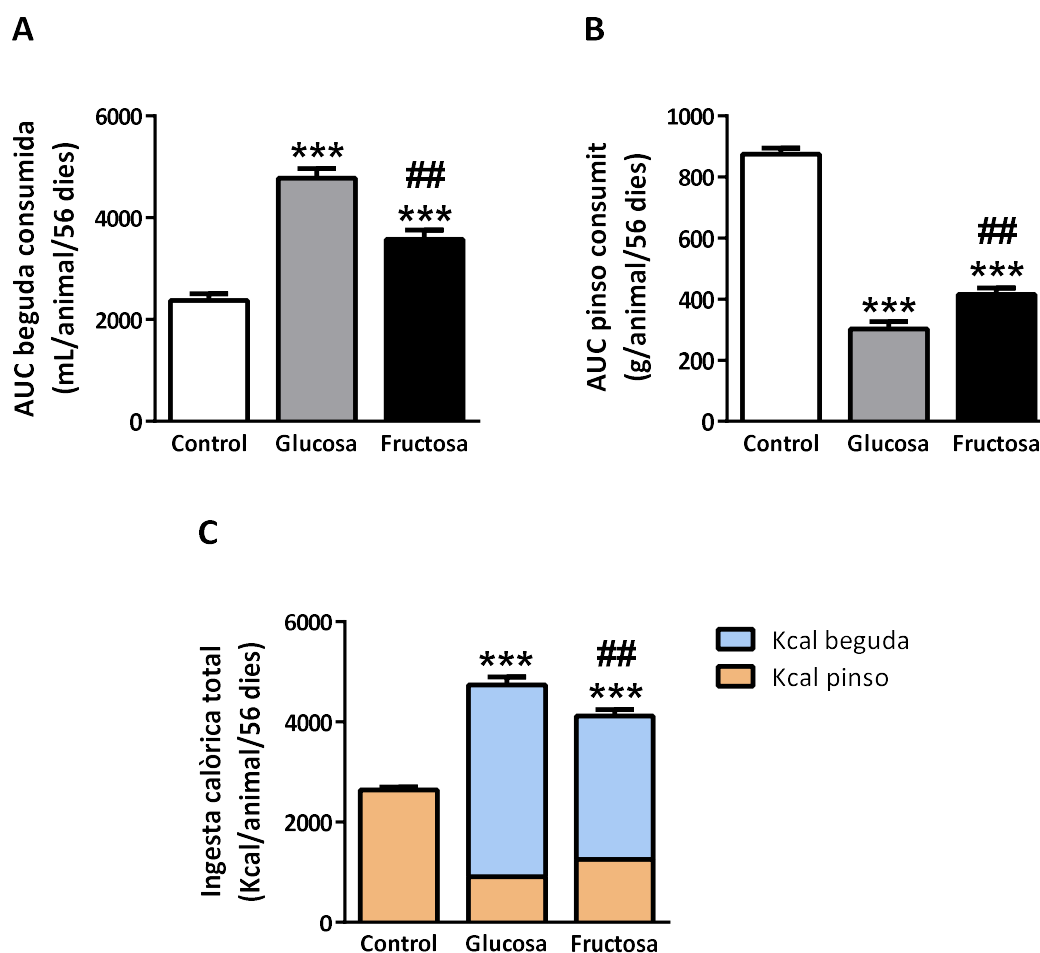 A
AUC beguda consumida
(mL/animal/56 dies)
6000
4000
2000
0
***
##
***
Control Glucosa Fructosa
B
AUC pinso consumit
(g/animal/56 dies)
1000
800
600
400
200
0
***
##
***
Control Glucosa Fructosa
C
Ingesta calòrica total
(Kcal/animal/56 dies)
6000
4000
2000
0
***
##
***
Control Glucosa Fructosa
Kcal beguda
Kcal pinso